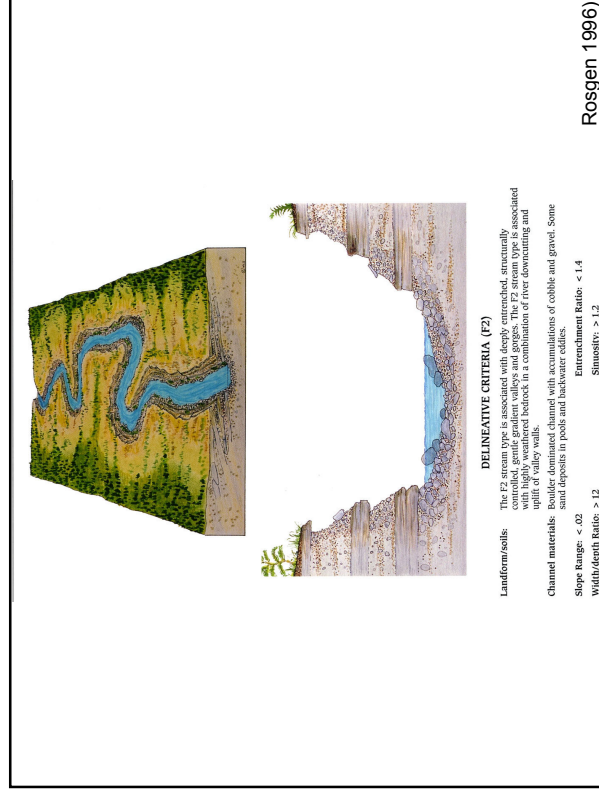 DELINEATIVE CRITERIA (F2)
Landform/soils: The F2 stream type is associated with deeply entrenched, structurally
controlled, gentle gradient valleys and gorges. The F2 stream type is associated
with highly weathered bedrock in a combination of river downcutting and
uplift of valley walls.
Channel materials: Boulder dominated channel with accumulations of cobble and gravel. Some
sand deposits in pools and backwater eddies.
Slope Range: < .02 Entrenchment Ratio: < 1.4
Width/depth Ratio: > 12 Sinuosity: > 1.2
Rosgen 1996)